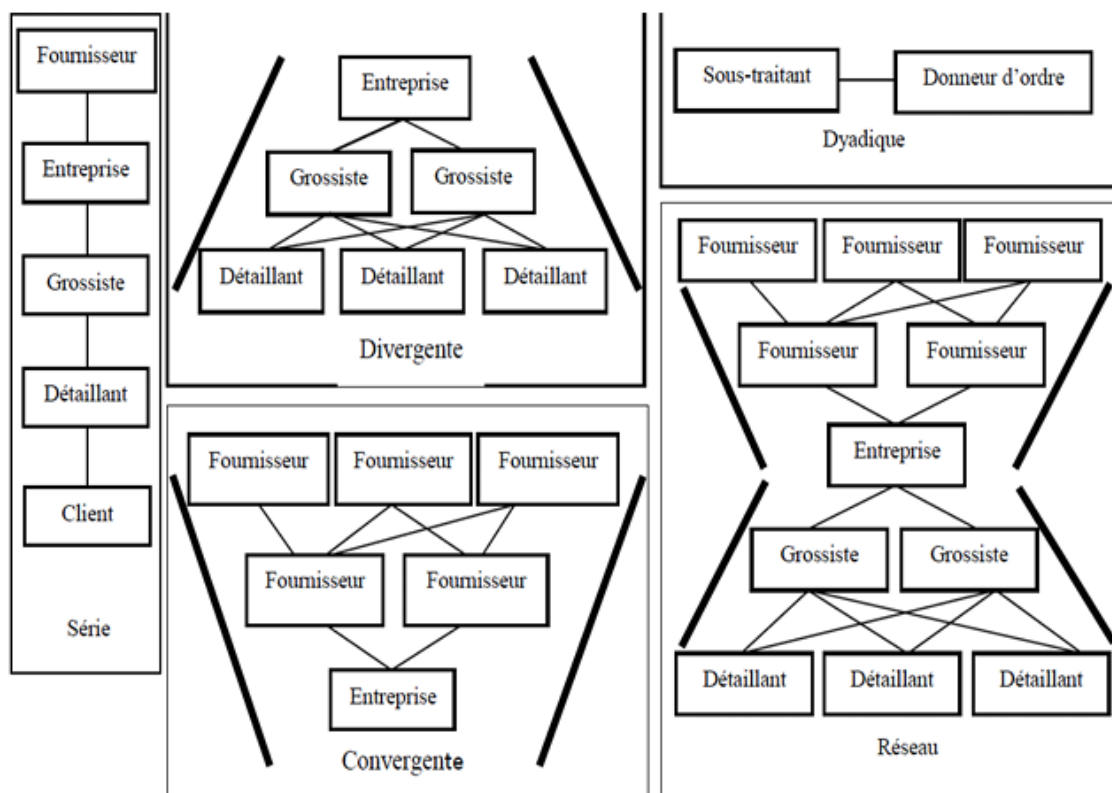 Fournisseur
Entreprise
Grossiste
Détaillant
Client
Série
Entreprise
Grossiste Grossiste
Détaillant Détaillant Détaillant
Divergente
Fournisseur Fournisseur Fournisseur
Fournisseur Fournisseur
Entreprise
Convergente
Sous-traitant Donneur d'ordre
Dyadique
Fournisseur Fournisseur Fournisseur
Fournisseur Fournisseur
Entreprise
Grossiste Grossiste
Détaillant Détaillant Détaillant
Réseau